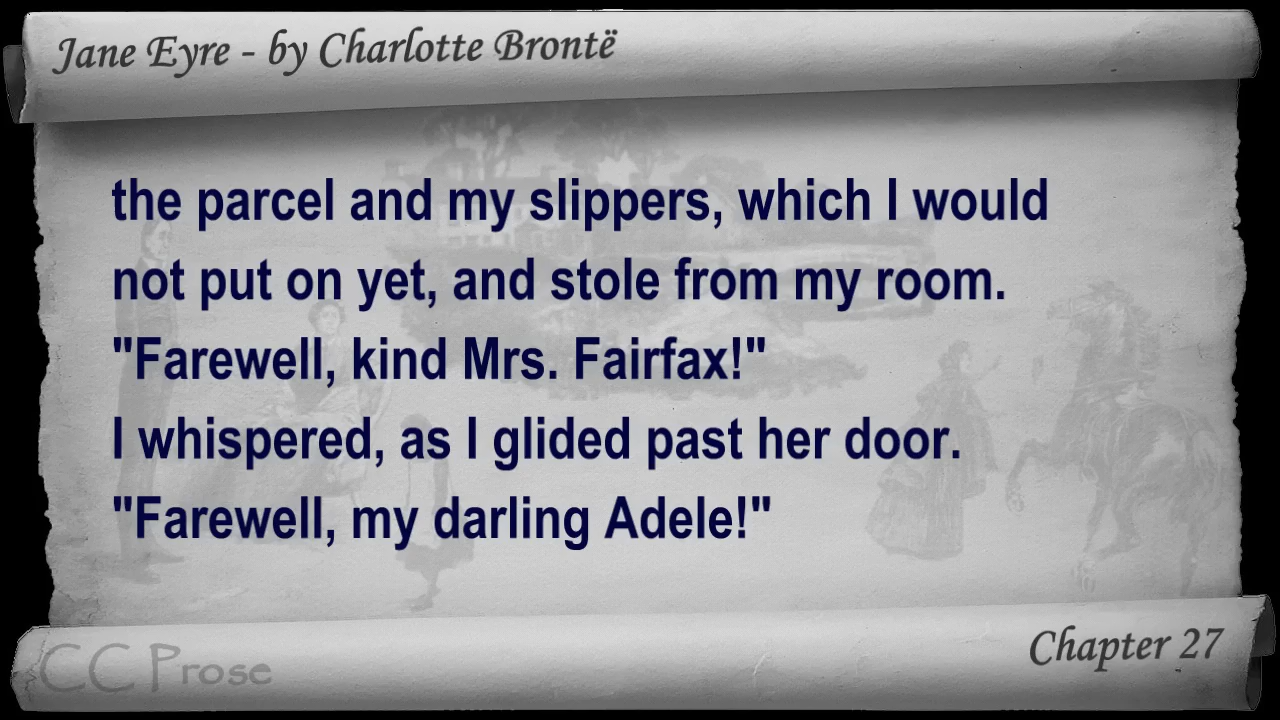 Jane Eyre - by Charlotte Brontë
the parcel and my slippers, which I would
not put on yet, and stole from my room.
"Farewell, kind Mrs. Fairfax!"
I whispered, as I glided past her door.
"Farewell, my darling Adele!"
Chapter 27
CC Prose